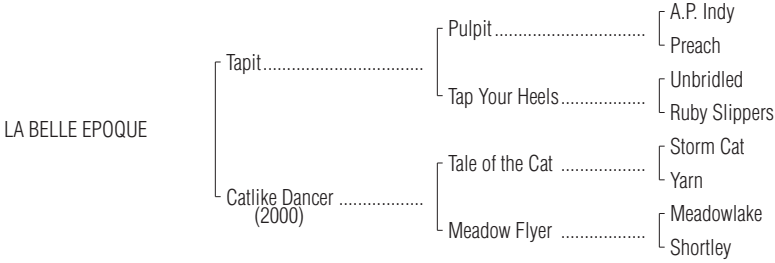 A.P. Indy
Pulpit................................
Preach
Tapit..................................
Unbridled
Tap Your Heels..................
Ruby Slippers
LA BELLE EPOQUE
Storm Cat
Tale of the Cat ..................
Yarn
Catlike Dancer ..................
(2000)
Meadowlake
Meadow Flyer ..................
Shortley